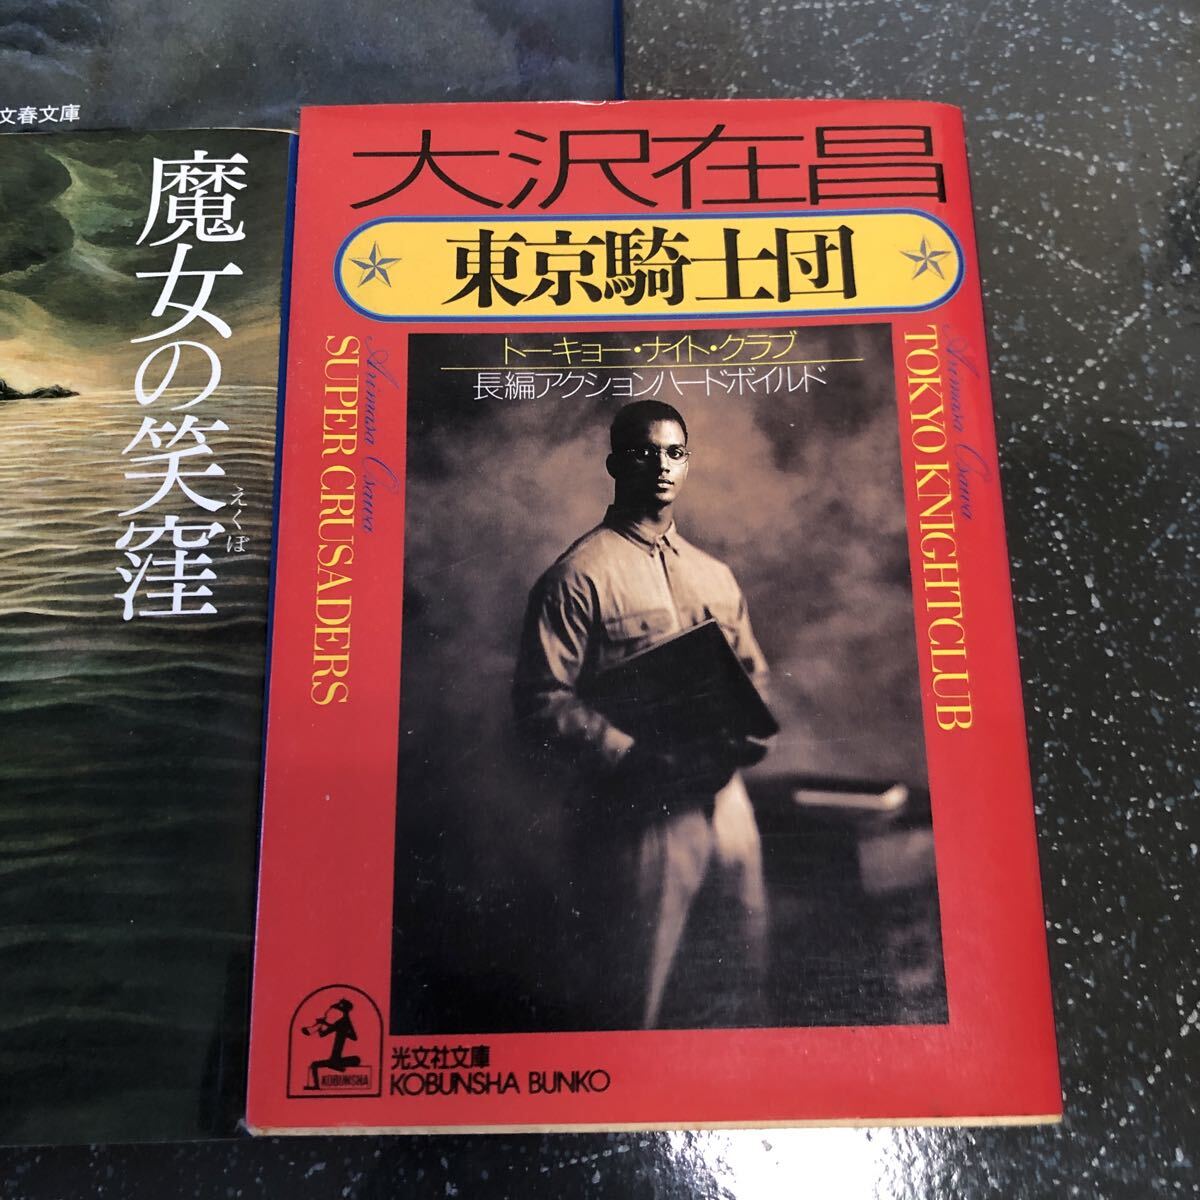 文春文庫
魔女の笑窪
えくぼ
大沢在昌
東京騎士団
トーキョー・ナイト・クラブ
長編アクションハードボイルド
Arimasa Osawa
SUPER CRUSADERS
Arimasa Osawa
TOKYO KNIGHTCLUB
KOBUNSHA
光文社文庫
KOBUNSHA BUNKO